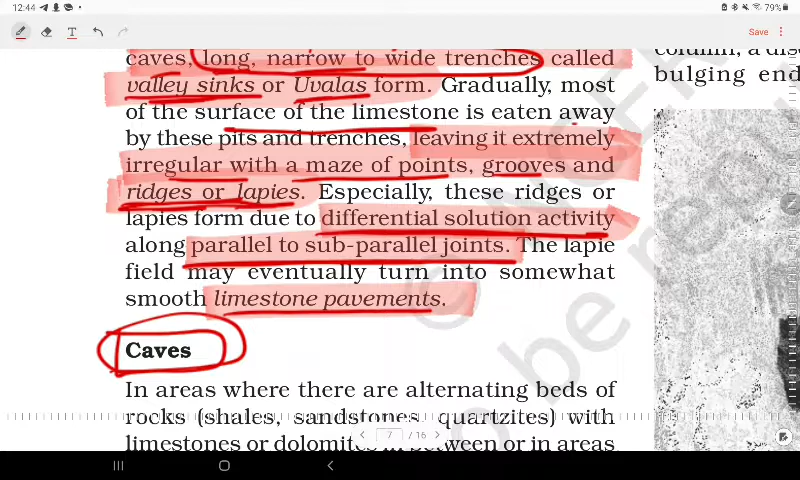 12:44
79%
Save
caves, long, narrow to wide trenches called
valley sinks or Uvalas form. Gradually, most
of the surface of the limestone is eaten away
by these pits and trenches, leaving it extremely
irregular with a maze of points, grooves and
ridges or lapies. Especially, these ridges or
lapies form due to differential solution activity
along parallel to sub-parallel joints. The lapie
field may eventually turn into somewhat
smooth limestone pavements.
Caves
In areas where there are alternating beds of
rocks (shales, sandstones, quartzites) with
limestones or dolomites in between or in areas
7 / 16
column, a
bulging end
© NCER
o be rep